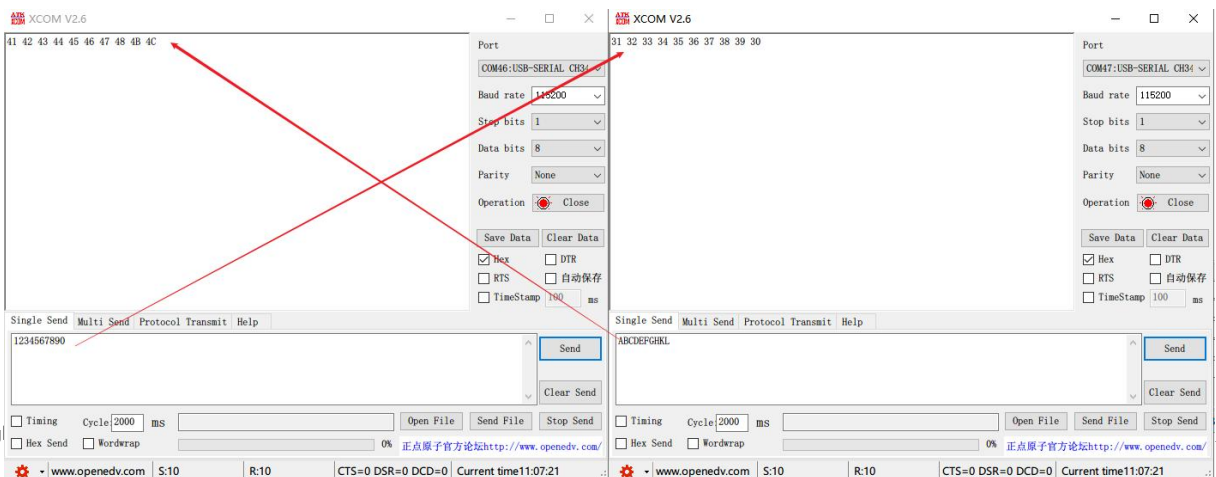 XCOM V2.6
41 42 43 44 45 46 47 48 4B 4C
Port
COM46:USB-SERIAL CH34
Baud rate 115200
Stop bits 1
Data bits 8
Parity None
Operation Close
Save Data Clear Data
Hex DTR
RTS 自动保存
TimeStamp 100 ms
Single Send Multi Send Protocol Transmit Help
1234567890
Send
Clear Send
Timing Cycle: 2000 ms Open File Send File Stop Send
Hex Send Wordwrap 0% 正点原子官方论坛http://www.openedv.com/
www.openedv.com S:10 R:10 CTS=0 DSR=0 DCD=0 Current time11:07:21
XCOM V2.6
31 32 33 34 35 36 37 38 39 30
Port
COM47:USB-SERIAL CH34
Baud rate 115200
Stop bits 1
Data bits 8
Parity None
Operation Close
Save Data Clear Data
Hex DTR
RTS 自动保存
TimeStamp 100 ms
Single Send Multi Send Protocol Transmit Help
ABCDEFGHKL
Send
Clear Send
Timing Cycle: 2000 ms Open File Send File Stop Send
Hex Send Wordwrap 0% 正点原子官方论坛http://www.openedv.com/
www.openedv.com S:10 R:10 CTS=0 DSR=0 DCD=0 Current time11:07:21